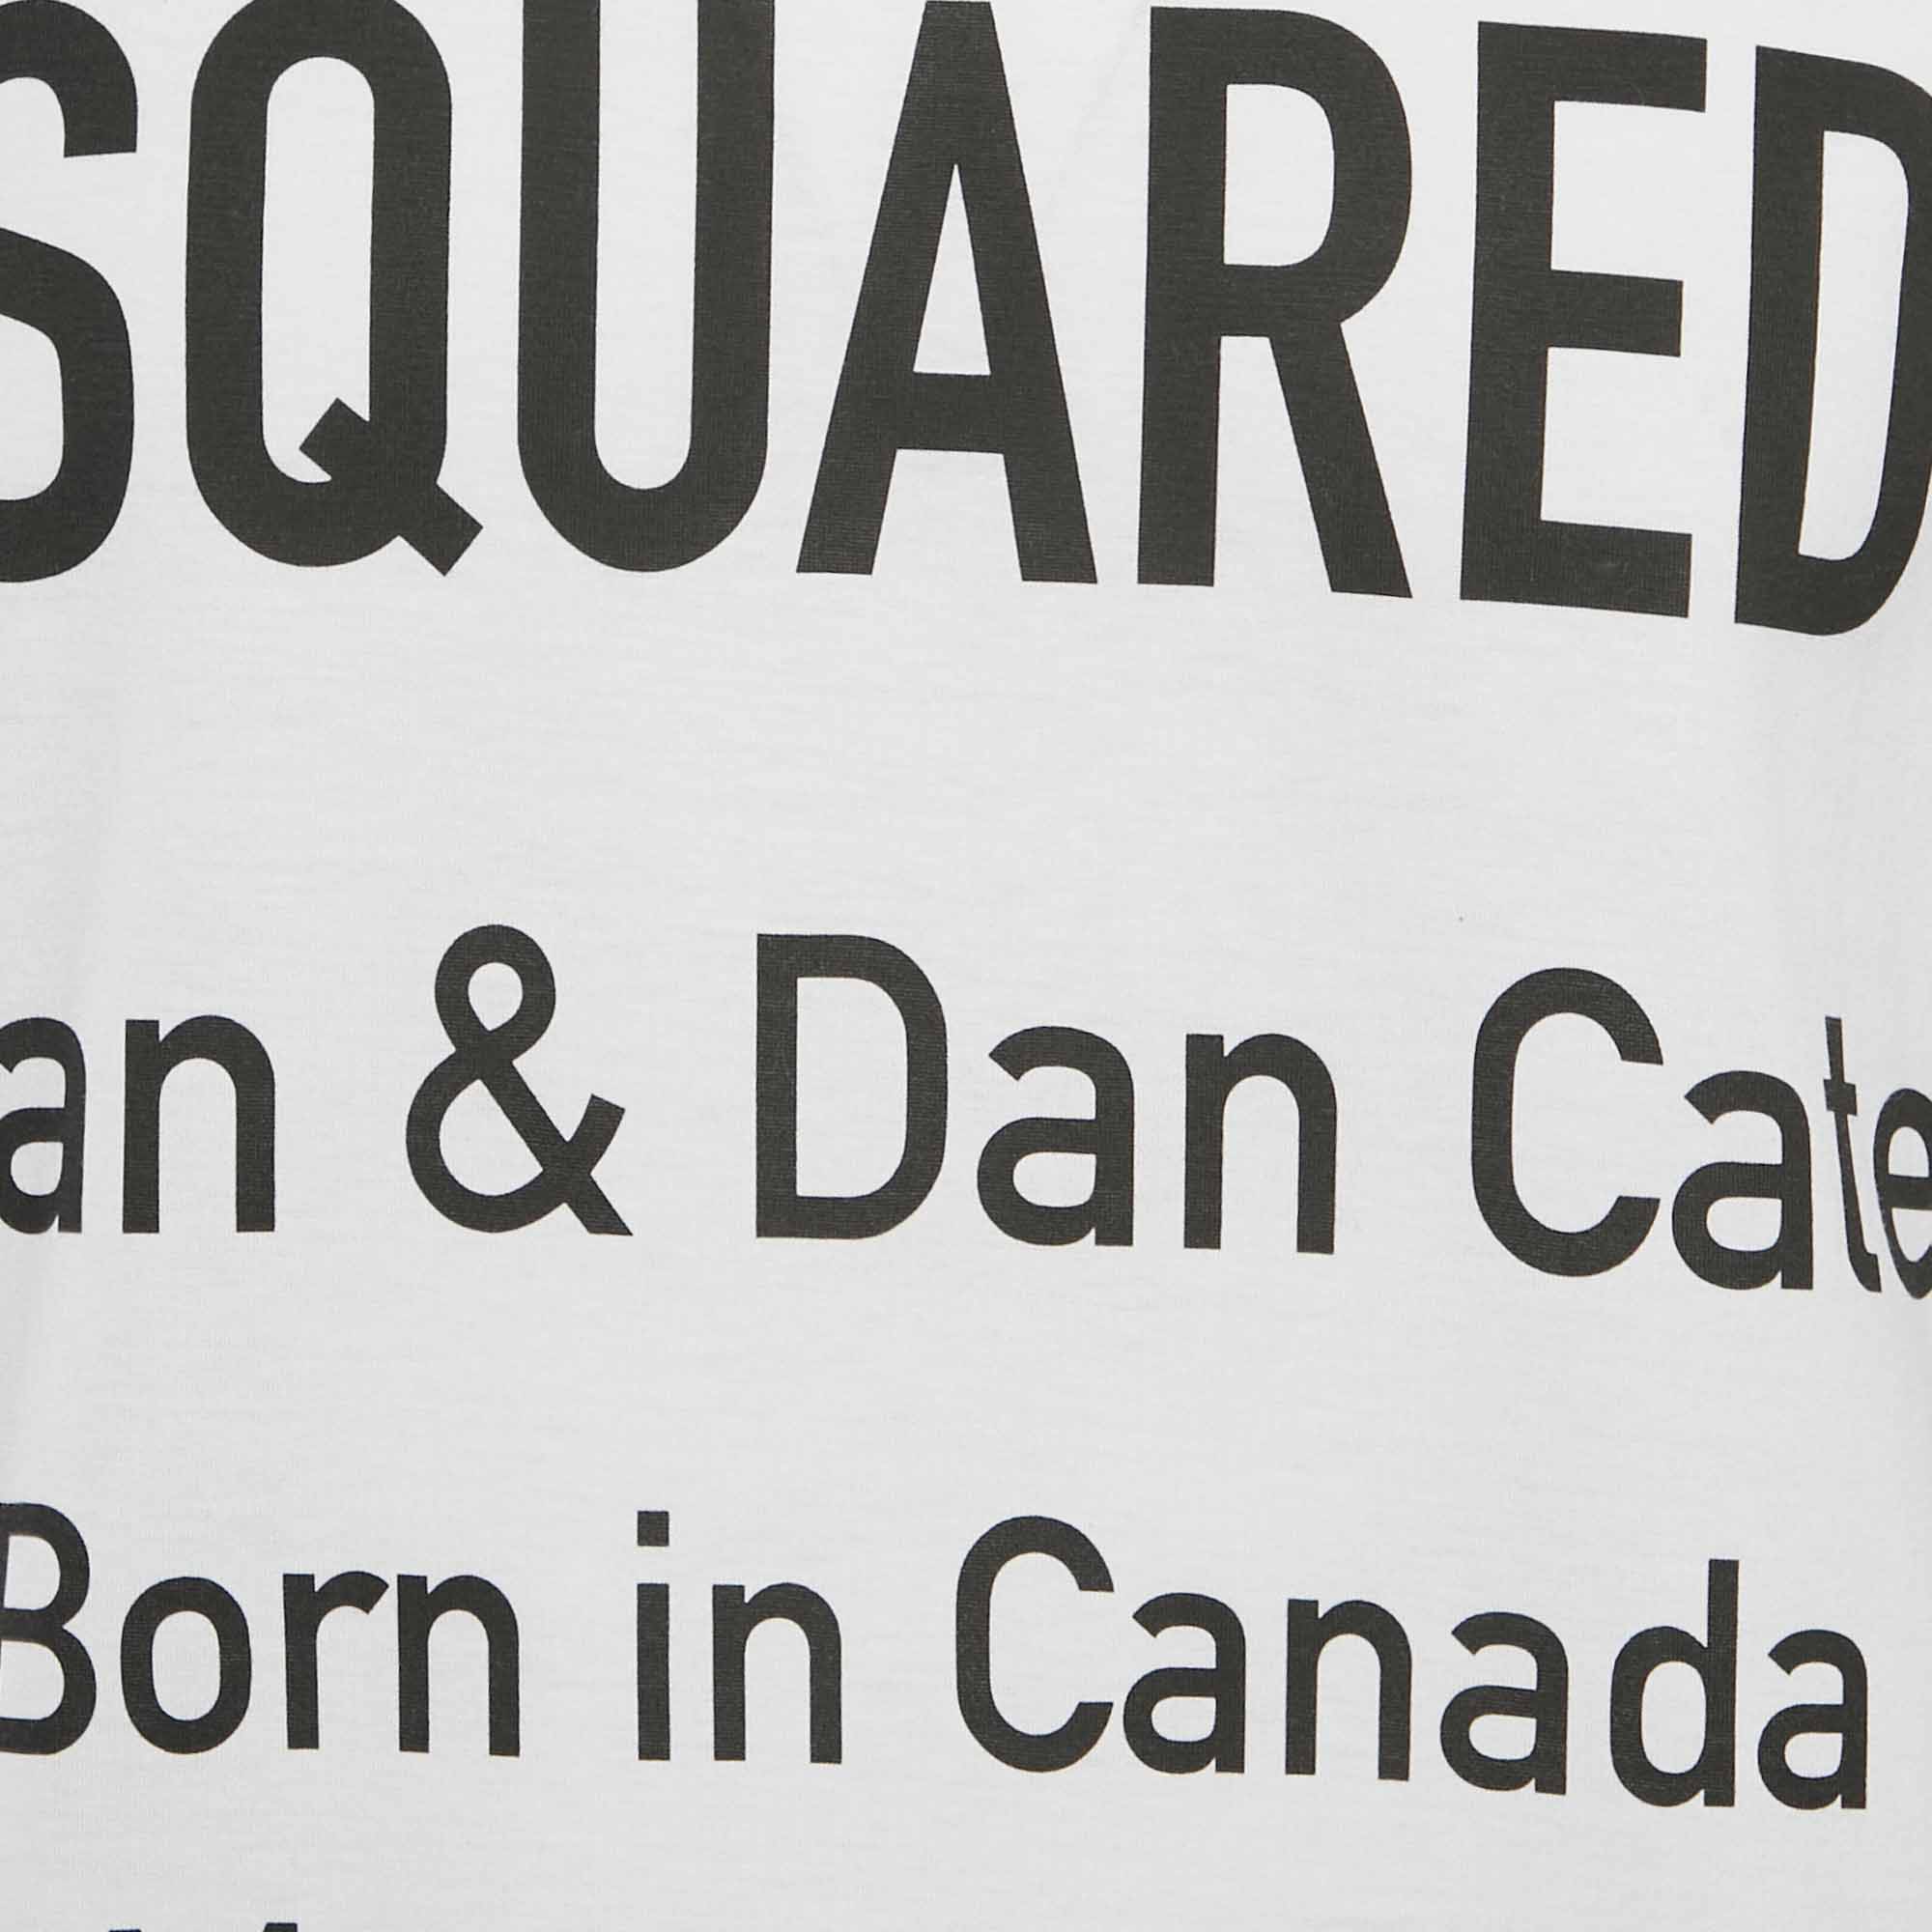 SQUARED
an & Dan Cate
Born in Canada